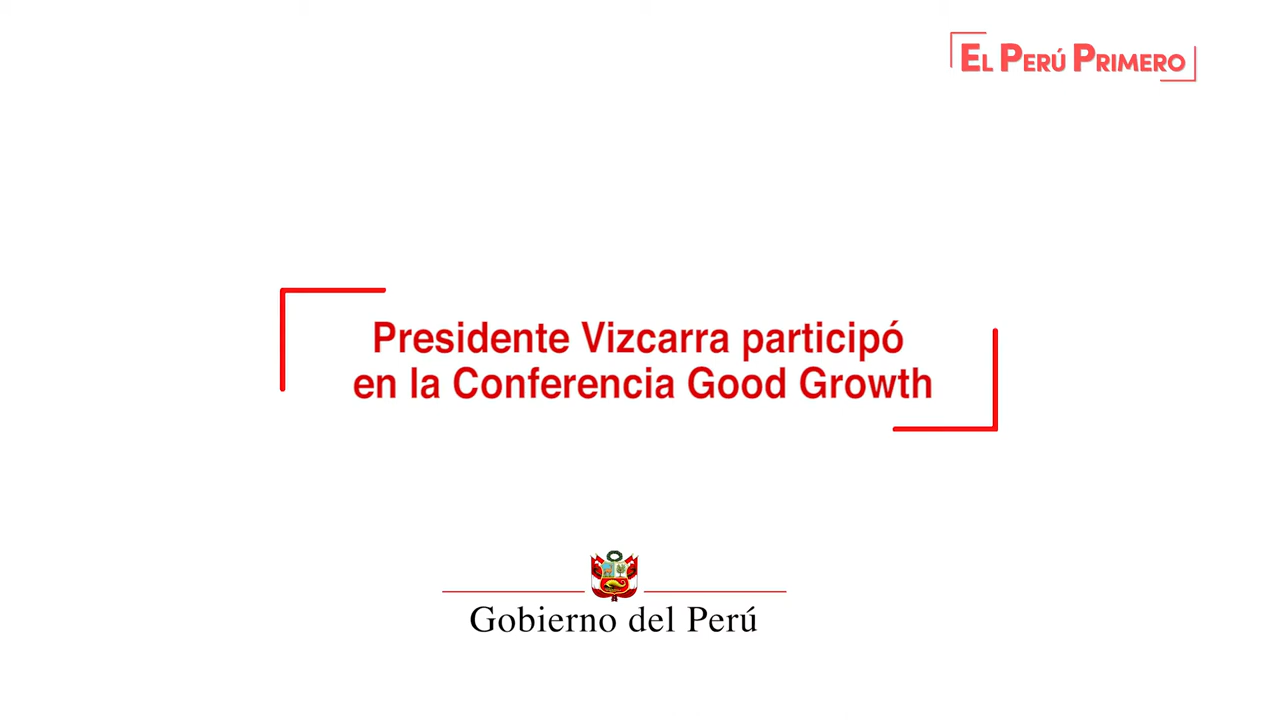 EL PERÚ PRIMERO
Presidente Vizcarra participó
en la Conferencia Good Growth
Gobierno del Perú